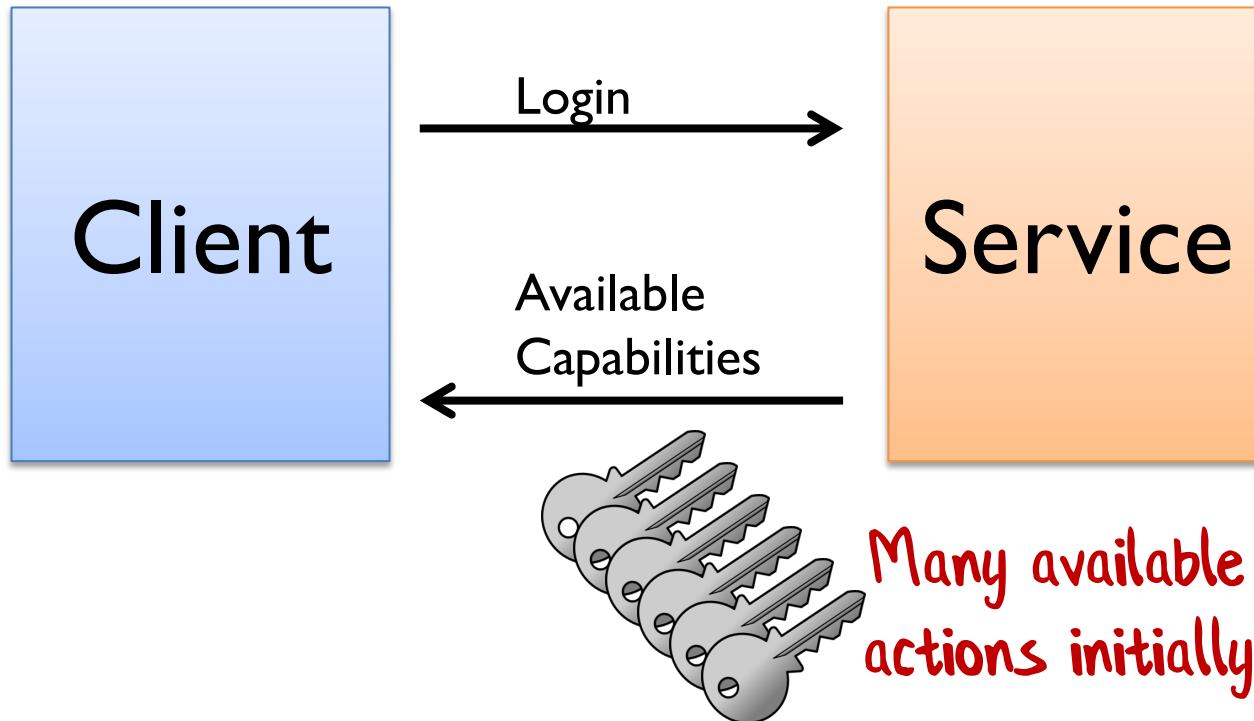 Client
Login
Service
Available
Capabilities
Many available
actions initially